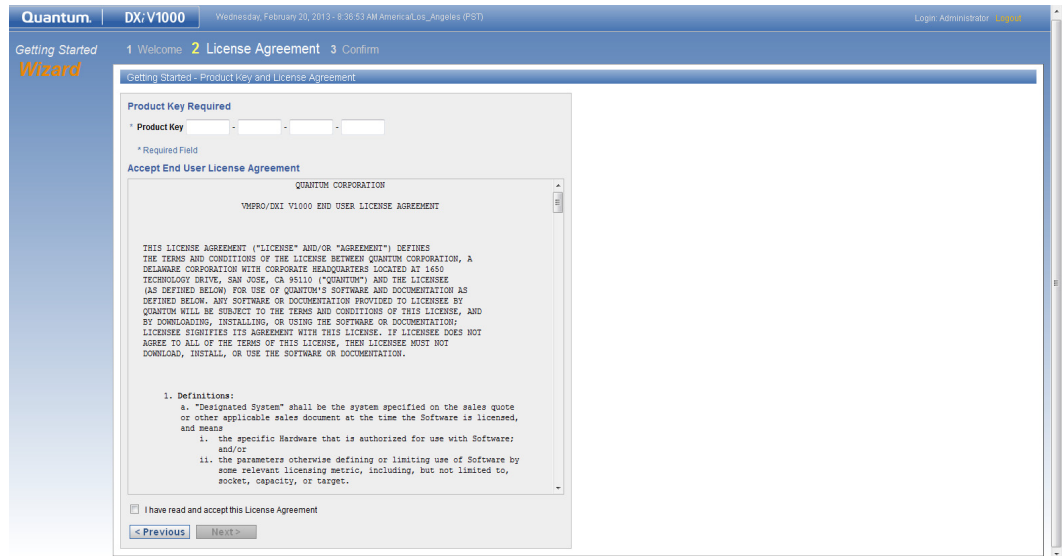 Quantum. DXi V1000 Wednesday, February 20, 2013 - 8:36:53 AM America/Los_Angeles (PST) Login: Administrator Logout
Getting Started
Wizard
1 Welcome 2 License Agreement 3 Confirm
Getting Started - Product Key and License Agreement
Product Key Required
* Product Key - - -
* Required Field
Accept End User License Agreement
QUANTUM CORPORATION
VMPRO/DXI V1000 END USER LICENSE AGREEMENT
THIS LICENSE AGREEMENT ("LICENSE" AND/OR "AGREEMENT") DEFINES
THE TERMS AND CONDITIONS OF THE LICENSE BETWEEN QUANTUM CORPORATION, A
DELAWARE CORPORATION WITH CORPORATE HEADQUARTERS LOCATED AT 1650
TECHNOLOGY DRIVE, SAN JOSE, CA 95110 ("QUANTUM") AND THE LICENSEE
(AS DEFINED BELOW) FOR USE OF QUANTUM'S SOFTWARE AND DOCUMENTATION AS
DEFINED BELOW. ANY SOFTWARE OR DOCUMENTATION PROVIDED TO LICENSEE BY
QUANTUM WILL BE SUBJECT TO THE TERMS AND CONDITIONS OF THIS LICENSE, AND
BY DOWNLOADING, INSTALLING, OR USING THE SOFTWARE OR DOCUMENTATION;
LICENSEE SIGNIFIES ITS AGREEMENT WITH THIS LICENSE. IF LICENSEE DOES NOT
AGREE TO ALL OF THE TERMS OF THIS LICENSE, THEN LICENSEE MUST NOT
DOWNLOAD, INSTALL, OR USE THE SOFTWARE OR DOCUMENTATION.
1. Definitions:
a. "Designated System" shall be the system specified on the sales quote
or other applicable sales document at the time the Software is licensed,
and means
i. the specific Hardware that is authorized for use with Software;
and/or
ii. the parameters otherwise defining or limiting use of Software by
some relevant licensing metric, including, but not limited to,
socket, capacity, or target.
I have read and accept this License Agreement
< Previous Next >